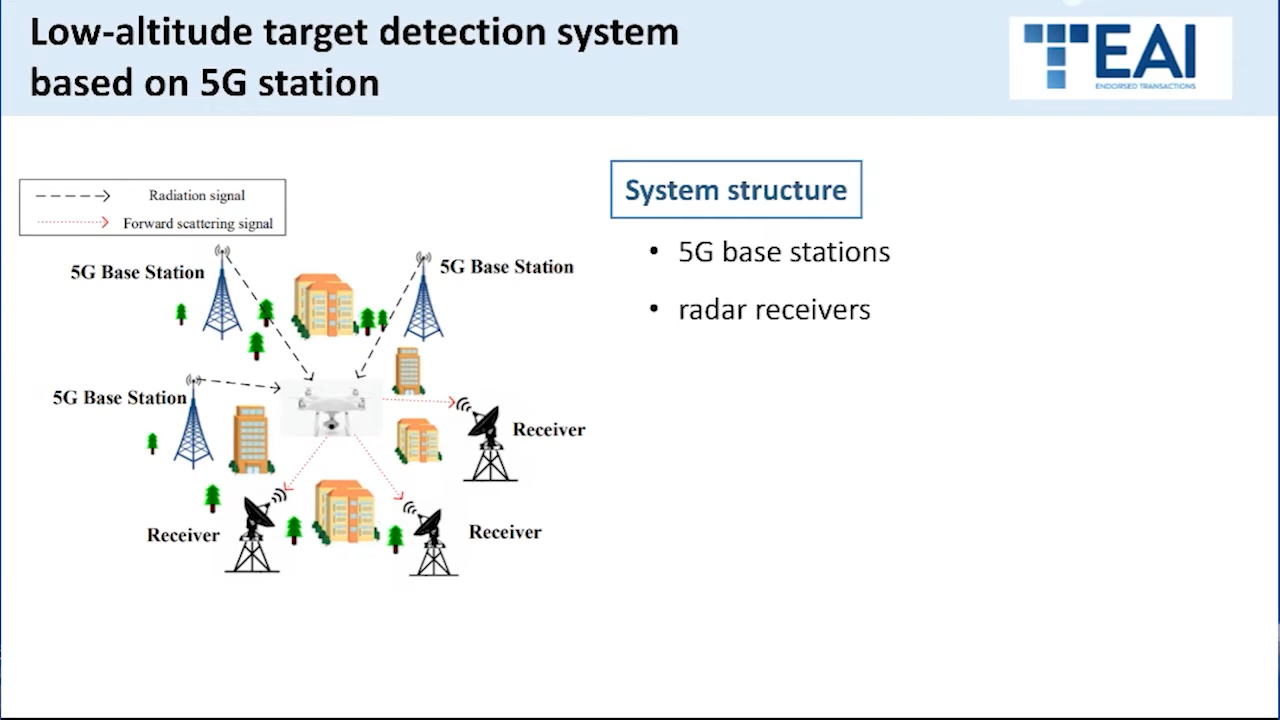 Low-altitude target detection system
based on 5G station
TEAI
ENDORSED TRANSACTIONS
Radiation signal
Forward scattering signal
5G Base Station
5G Base Station
5G Base Station
Receiver
Receiver
Receiver
System structure
• 5G base stations
• radar receivers